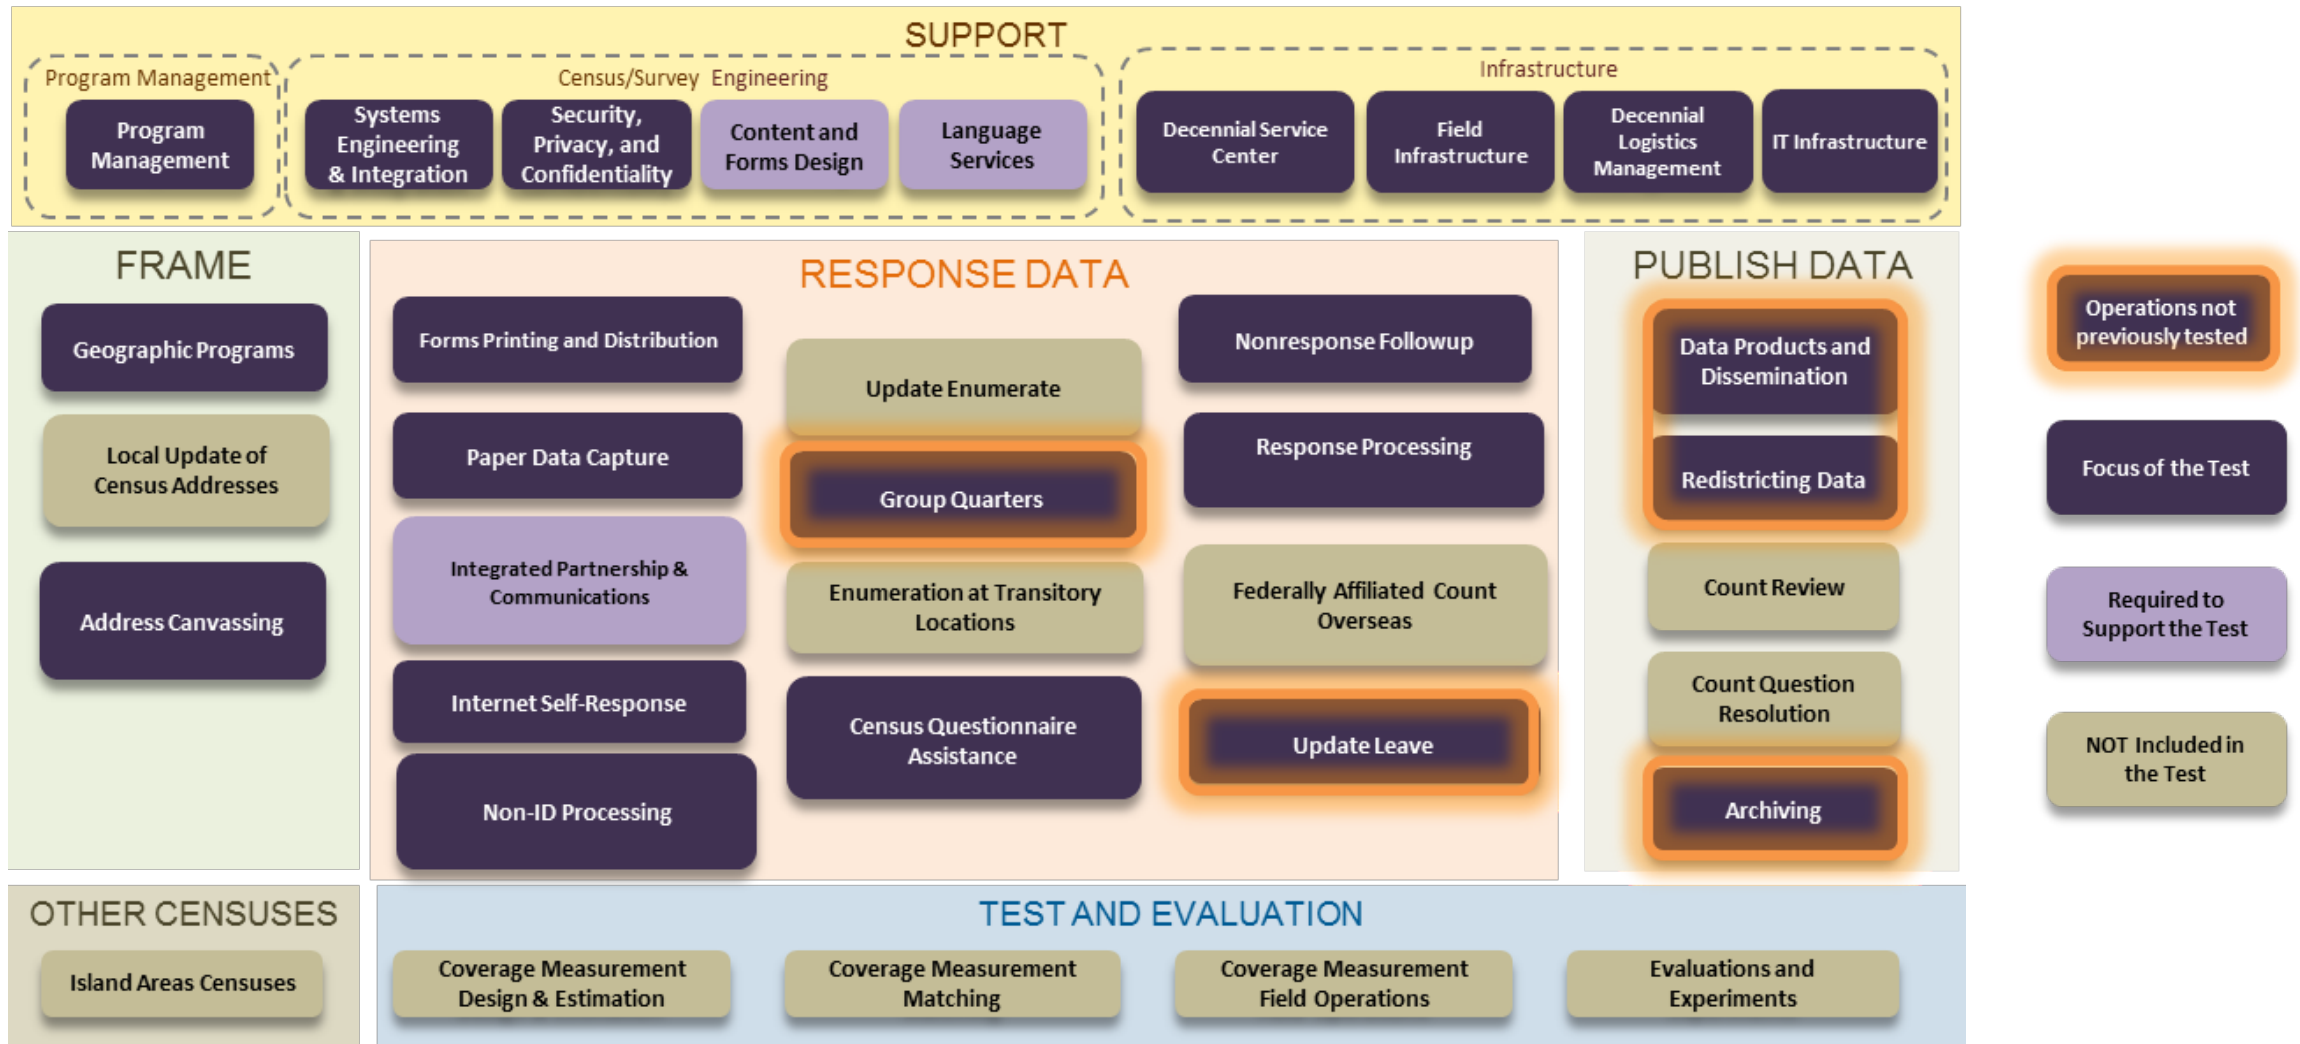 SUPPORT
Program Management
Census/Survey Engineering
Infrastructure
Program
Management
Systems
Engineering
& Integration
Security,
Privacy, and
Confidentiality
Content and
Forms Design
Language
Services
Decennial Service
Center
Field
Infrastructure
Decennial
Logistics
Management
IT Infrastructure
FRAME
Geographic Programs
Local Update of
Census Addresses
Address Canvassing
RESPONSE DATA
Forms Printing and Distribution
Paper Data Capture
Integrated Partnership &
Communications
Internet Self-Response
Non-ID Processing
Update Enumerate
Group Quarters
Enumeration at Transitory
Locations
Census Questionnaire
Assistance
Nonresponse Followup
Response Processing
Federally Affiliated Count
Overseas
Update Leave
PUBLISH DATA
Data Products and
Dissemination
Redistricting Data
Count Review
Count Question
Resolution
Archiving
Operations not
previously tested
Focus of the Test
Required to
Support the Test
NOT Included in
the Test
OTHER CENSUSES
Island Areas Censuses
TEST AND EVALUATION
Coverage Measurement
Design & Estimation
Coverage Measurement
Matching
Coverage Measurement
Field Operations
Evaluations and
Experiments